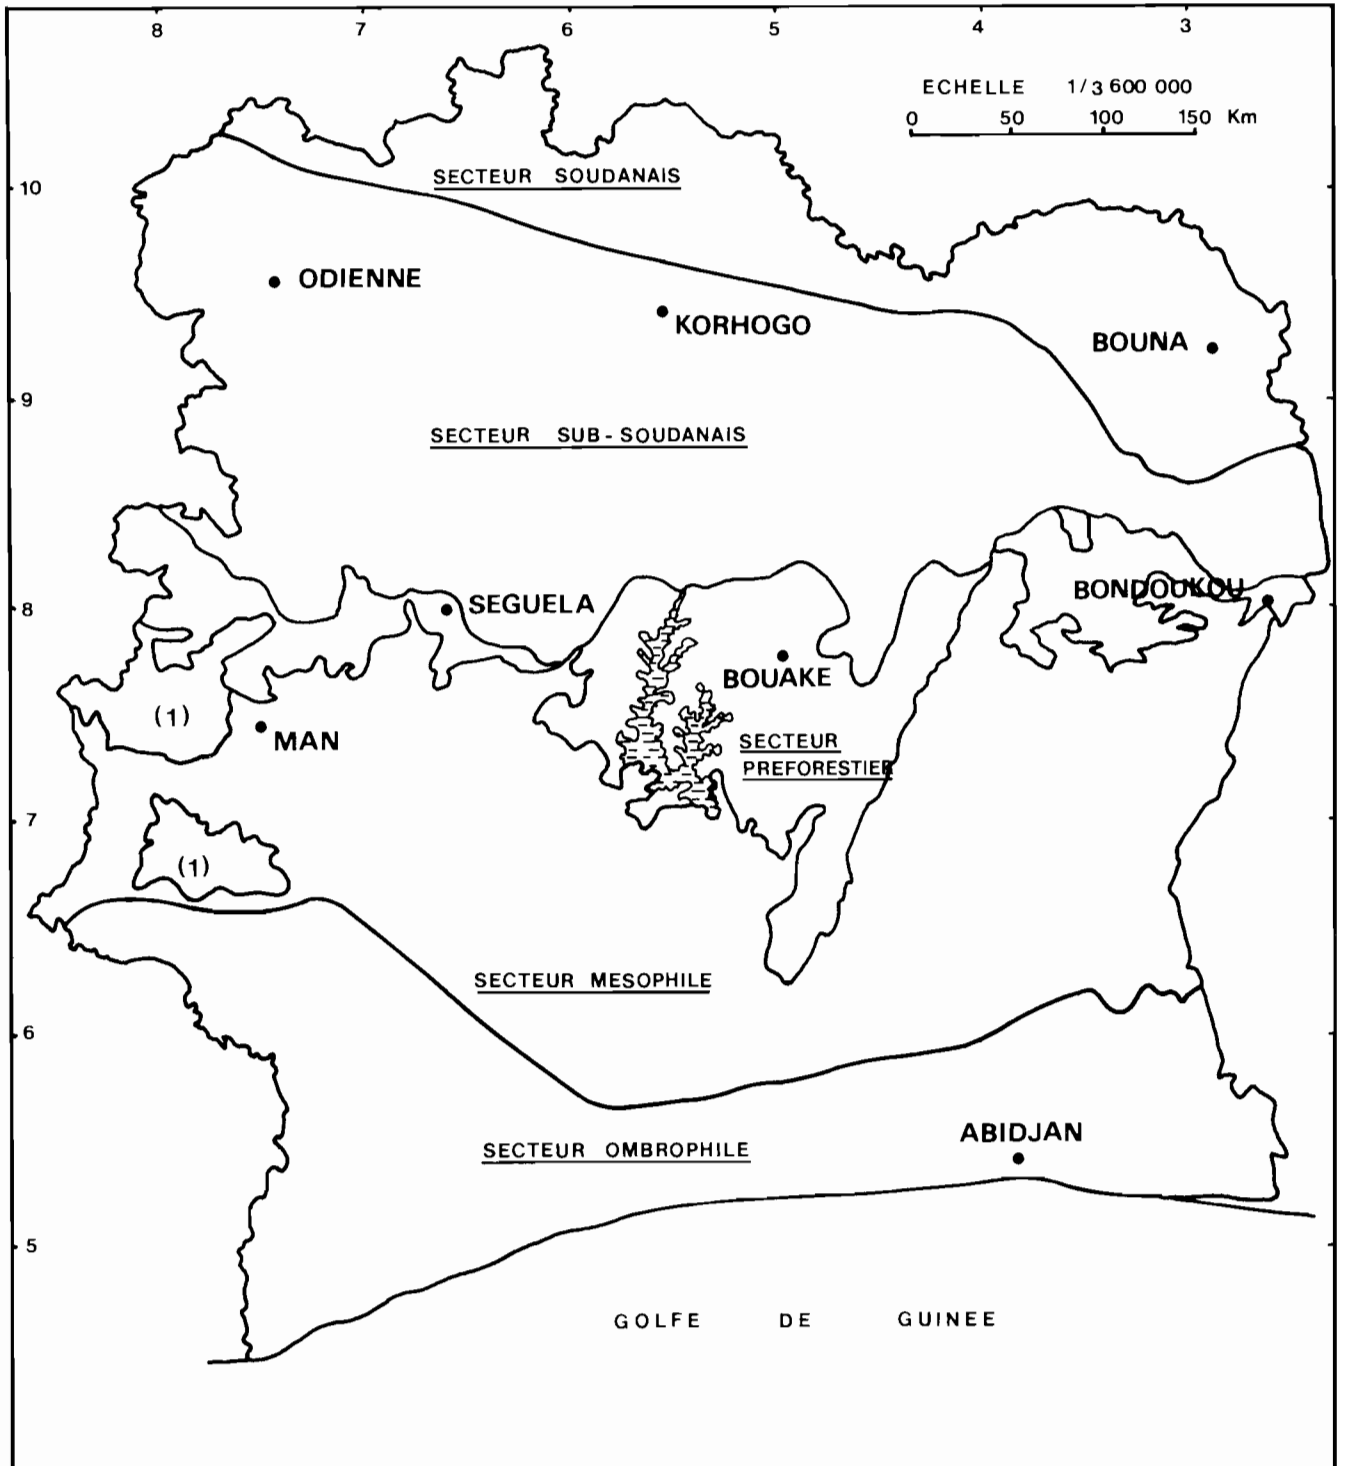 8 7 6 5 4 3
ECHELLE 1/3 600 000
0 50 100 150 Km
SECTEUR SOUDANAIS
10
ODIENNE
KORHOGO
BOUNA
9
SECTEUR SUB-SOUDANAIS
BONDOUKOU
8
SEGUELA
BOUAKE
(1)
MAN
SECTEUR
PREFORESTIER
7
(1)
SECTEUR MESOPHILE
6
ABIDJAN
SECTEUR OMBROPHILE
5
GOLFE DE GUINEE